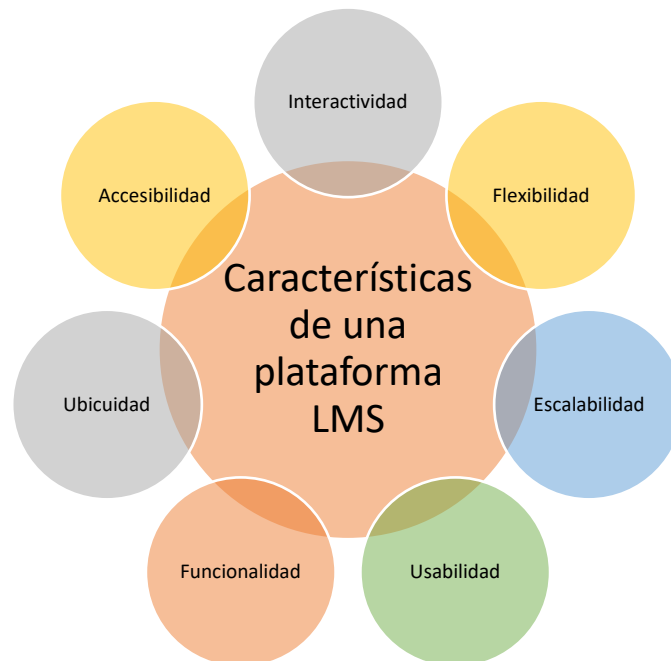 Interactividad
Accesibilidad
Flexibilidad
Características
de una
plataforma
LMS
Ubicuidad
Escalabilidad
Funcionalidad
Usabilidad